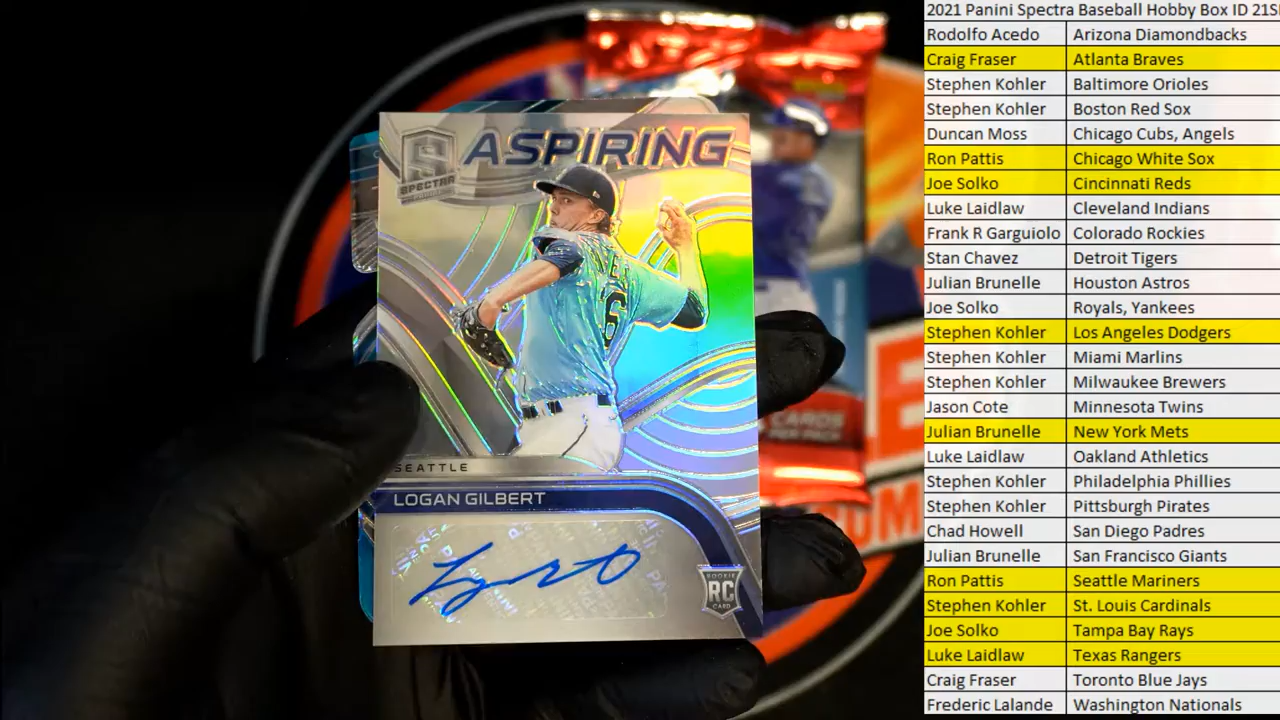 ASPIRING
SPECTRA
SEATTLE
LOGAN GILBERT
ROOKIE
RC
CARD
6
CARDS
PER PACK
2021 Panini Spectra Baseball Hobby Box ID 21S
Rodolfo Acedo Arizona Diamondbacks
Craig Fraser Atlanta Braves
Stephen Kohler Baltimore Orioles
Stephen Kohler Boston Red Sox
Duncan Moss Chicago Cubs, Angels
Ron Pattis Chicago White Sox
Joe Solko Cincinnati Reds
Luke Laidlaw Cleveland Indians
Frank R Garguiolo Colorado Rockies
Stan Chavez Detroit Tigers
Julian Brunelle Houston Astros
Joe Solko Royals, Yankees
Stephen Kohler Los Angeles Dodgers
Stephen Kohler Miami Marlins
Stephen Kohler Milwaukee Brewers
Jason Cote Minnesota Twins
Julian Brunelle New York Mets
Luke Laidlaw Oakland Athletics
Stephen Kohler Philadelphia Phillies
Stephen Kohler Pittsburgh Pirates
Chad Howell San Diego Padres
Julian Brunelle San Francisco Giants
Ron Pattis Seattle Mariners
Stephen Kohler St. Louis Cardinals
Joe Solko Tampa Bay Rays
Luke Laidlaw Texas Rangers
Craig Fraser Toronto Blue Jays
Frederic Lalande Washington Nationals